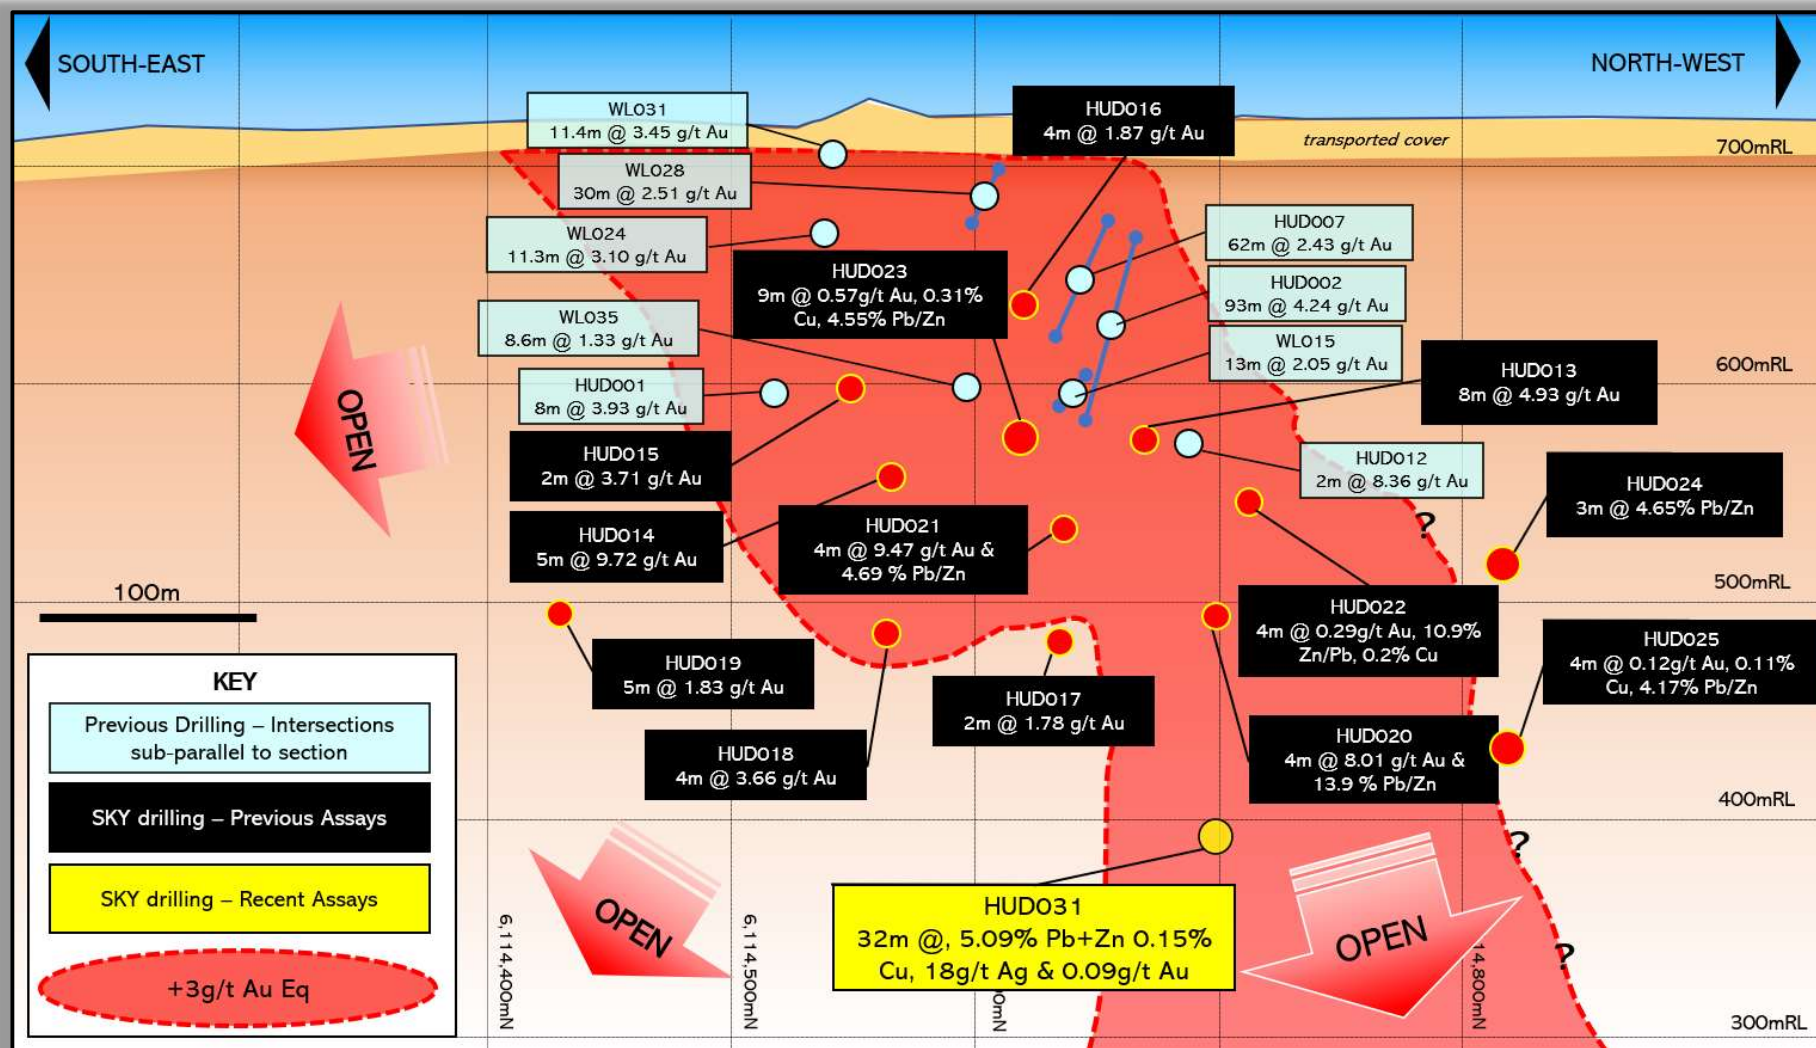 SOUTH-EAST
NORTH-WEST
WL031
11.4m @ 3.45 g/t Au
HUD016
4m @ 1.87 g/t Au
transported cover
700mRL
WL028
30m @ 2.51 g/t Au
WL024
11.3m @ 3.10 g/t Au
HUD007
62m @ 2.43 g/t Au
HUD023
9m @ 0.57g/t Au, 0.31%
Cu, 4.55% Pb/Zn
HUD002
93m @ 4.24 g/t Au
WL035
8.6m @ 1.33 g/t Au
WL015
13m @ 2.05 g/t Au
600mRL
HUD001
8m @ 3.93 g/t Au
HUD013
8m @ 4.93 g/t Au
OPEN
HUD015
2m @ 3.71 g/t Au
HUD012
2m @ 8.36 g/t Au
HUD024
3m @ 4.65% Pb/Zn
?
HUD014
5m @ 9.72 g/t Au
HUD021
4m @ 9.47 g/t Au &
4.69 % Pb/Zn
100m
500mRL
HUD022
4m @ 0.29g/t Au, 10.9%
Zn/Pb, 0.2% Cu
HUD025
4m @ 0.12g/t Au, 0.11%
Cu, 4.17% Pb/Zn
HUD019
5m @ 1.83 g/t Au
HUD017
2m @ 1.78 g/t Au
HUD018
4m @ 3.66 g/t Au
HUD020
4m @ 8.01 g/t Au &
13.9 % Pb/Zn
400mRL
?
KEY
Previous Drilling – Intersections
sub-parallel to section
SKY drilling – Previous Assays
SKY drilling – Recent Assays
+3g/t Au Eq
OPEN
HUD031
32m @, 5.09% Pb+Zn 0.15%
Cu, 18g/t Ag & 0.09g/t Au
OPEN
?
6,114,400mN
6,114,500mN
0mN
14,800mN
300mRL